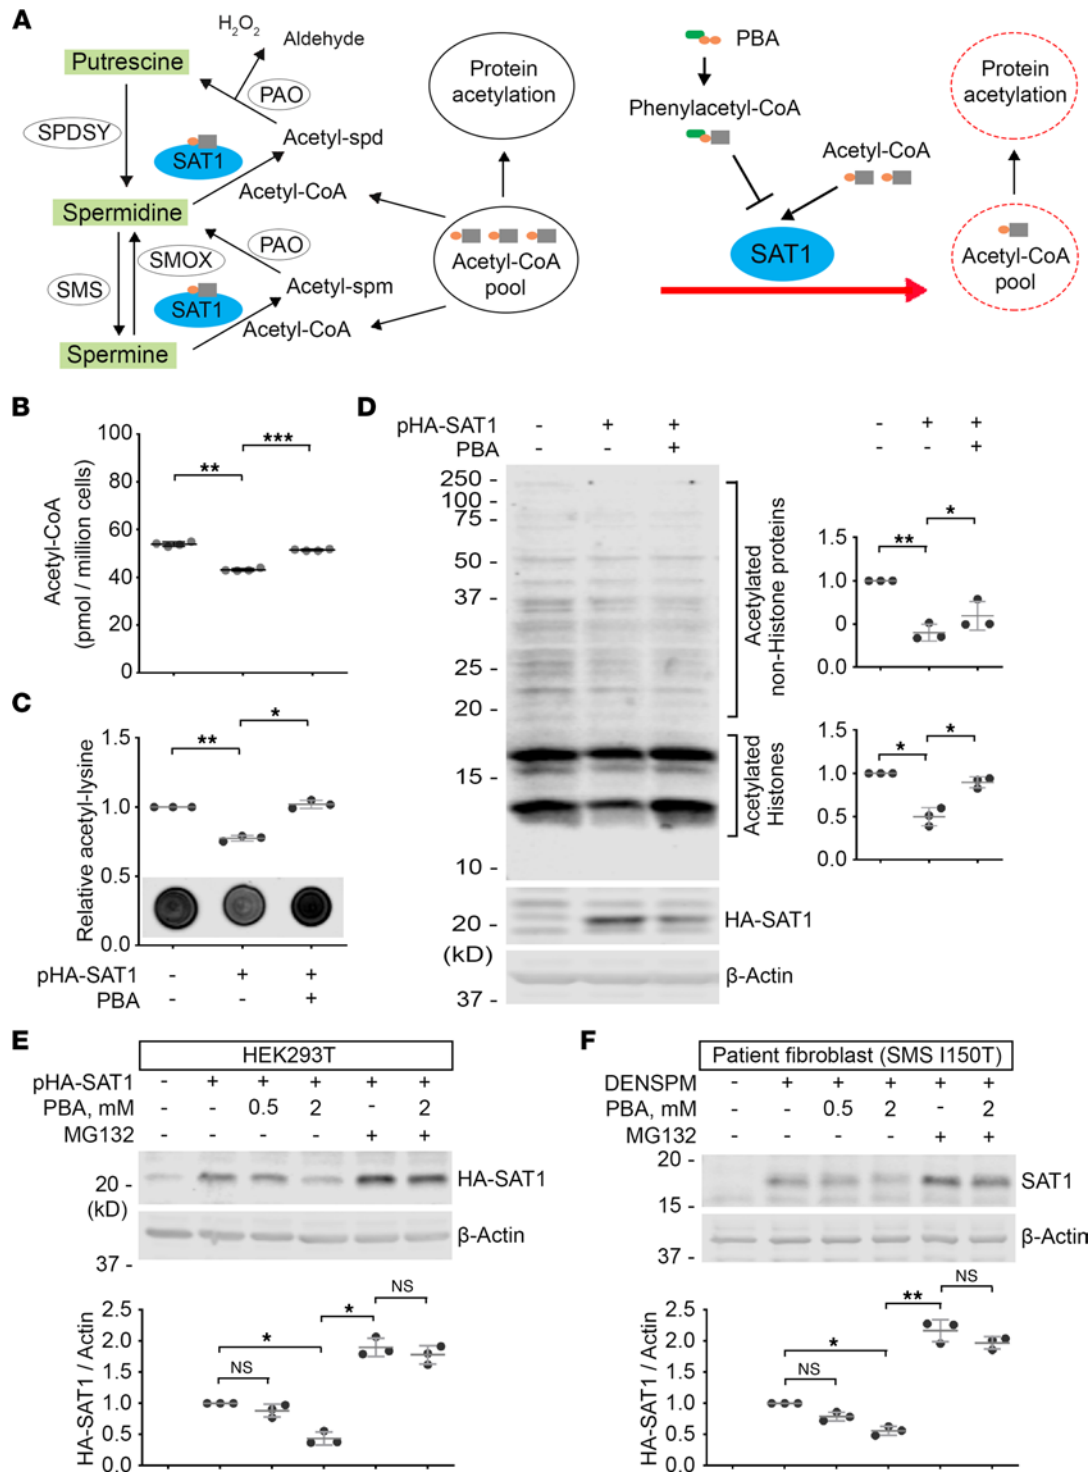 A
H2O2
Aldehyde
Putrescine
PAO
SPDSY
Acetyl-spd
SAT1
Acetyl-CoA
Spermidine
PAO
SMOX
SMS
Acetyl-spm
SAT1
Acetyl-CoA
Spermine
Protein
acetylation
Acetyl-CoA
pool
PBA
Phenylacetyl-CoA
Acetyl-CoA
SAT1
Protein
acetylation
Acetyl-CoA
pool
B
Acetyl-CoA
(pmol / million cells)
100
80
60
40
20
0
**
***
C
Relative acetyl-lysine
1.5
1.0
0.5
0.0
**
*
pHA-SAT1 - + +
PBA - - +
D
pHA-SAT1 - + +
PBA - - +
250 -
100 -
75 -
50 -
37 -
25 -
20 -
15 -
10 -
Acetylated
non-Histone proteins
Acetylated
Histones
20 -
HA-SAT1
(kD)
β-Actin
37 -
- + +
- - +
1.5
1.0
0
0.0
**
*
1.5
1.0
0.5
0.0
*
*
E
HEK293T
pHA-SAT1 - + + + + +
PBA, mM - - 0.5 2 - 2
MG132 - - - - + +
20 -
(kD)
HA-SAT1
β-Actin
37 -
HA-SAT1 / Actin
2.5
2.0
1.5
1.0
0.5
0.0
NS
*
*
NS
F
Patient fibroblast (SMS I150T)
DENSPM - + + + + +
PBA, mM - - 0.5 2 - 2
MG132 - - - - + +
20 -
SAT1
15 -
β-Actin
37 -
HA-SAT1 / Actin
2.5
2.0
1.5
1.0
0.5
0.0
NS
*
**
NS